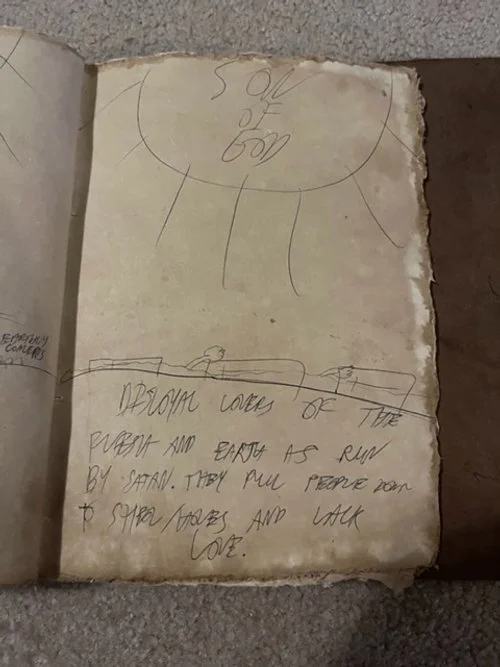 SON
OF
GOD
EARTHLY
DISLOYAL LOVERS OF THE
AND EARTH AS RUN
BY SATAN. THEY PULL PEOPLE DOWN
AND LACK
LOVE.